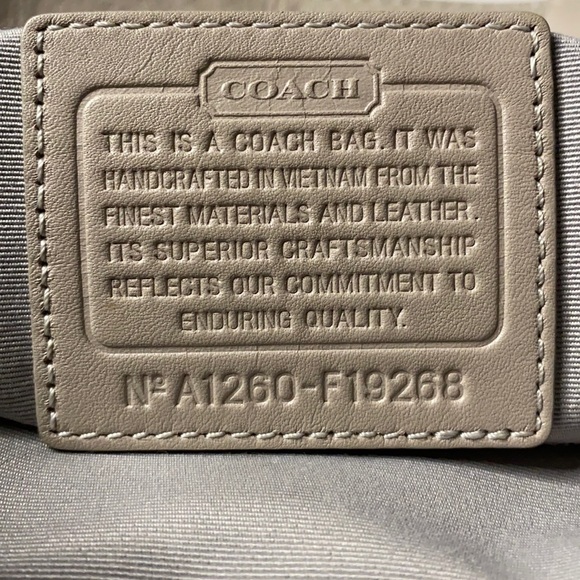 COACH
THIS IS A COACH BAG. IT WAS
HANDCRAFTED IN VIETNAM FROM THE
FINEST MATERIALS AND LEATHER.
ITS SUPERIOR CRAFTSMANSHIP
REFLECTS OUR COMMITMENT TO
ENDURING QUALITY.
Nº A1260-F19268